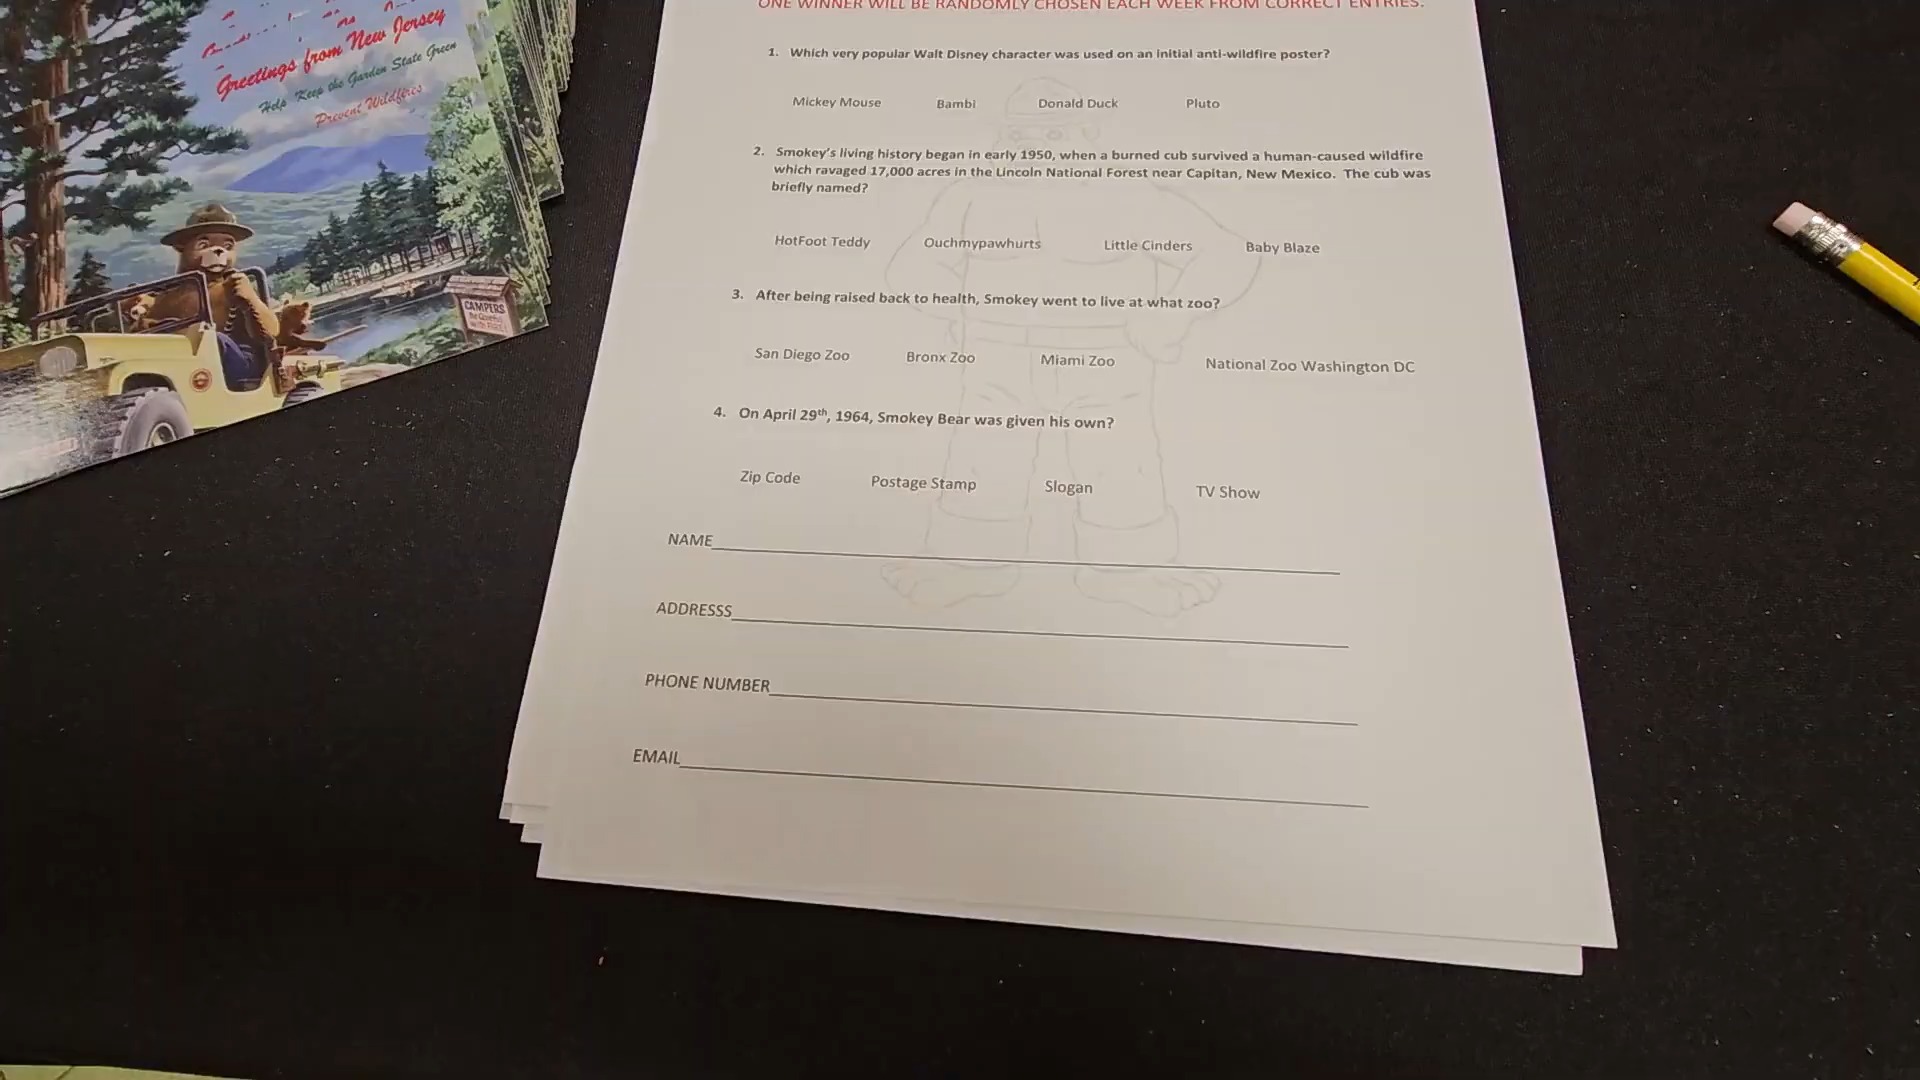 Greetings from New Jersey
Help Keep the Garden State Green
Prevent Wildfires
CAMPERS
ONE WINNER WILL BE RANDOMLY CHOSEN EACH WEEK FROM CORRECT ENTRIES.
1. Which very popular Walt Disney character was used on an initial anti-wildfire poster?
Mickey Mouse Bambi Donald Duck Pluto
2. Smokey's living history began in early 1950, when a burned cub survived a human-caused wildfire
which ravaged 17,000 acres in the Lincoln National Forest near Capitan, New Mexico. The cub was
briefly named?
HotFoot Teddy Ouchmypawhurts Little Cinders Baby Blaze
3. After being raised back to health, Smokey went to live at what zoo?
San Diego Zoo Bronx Zoo Miami Zoo National Zoo Washington DC
4. On April 29th, 1964, Smokey Bear was given his own?
Zip Code Postage Stamp Slogan TV Show
NAME
ADDRESSS
PHONE NUMBER
EMAIL